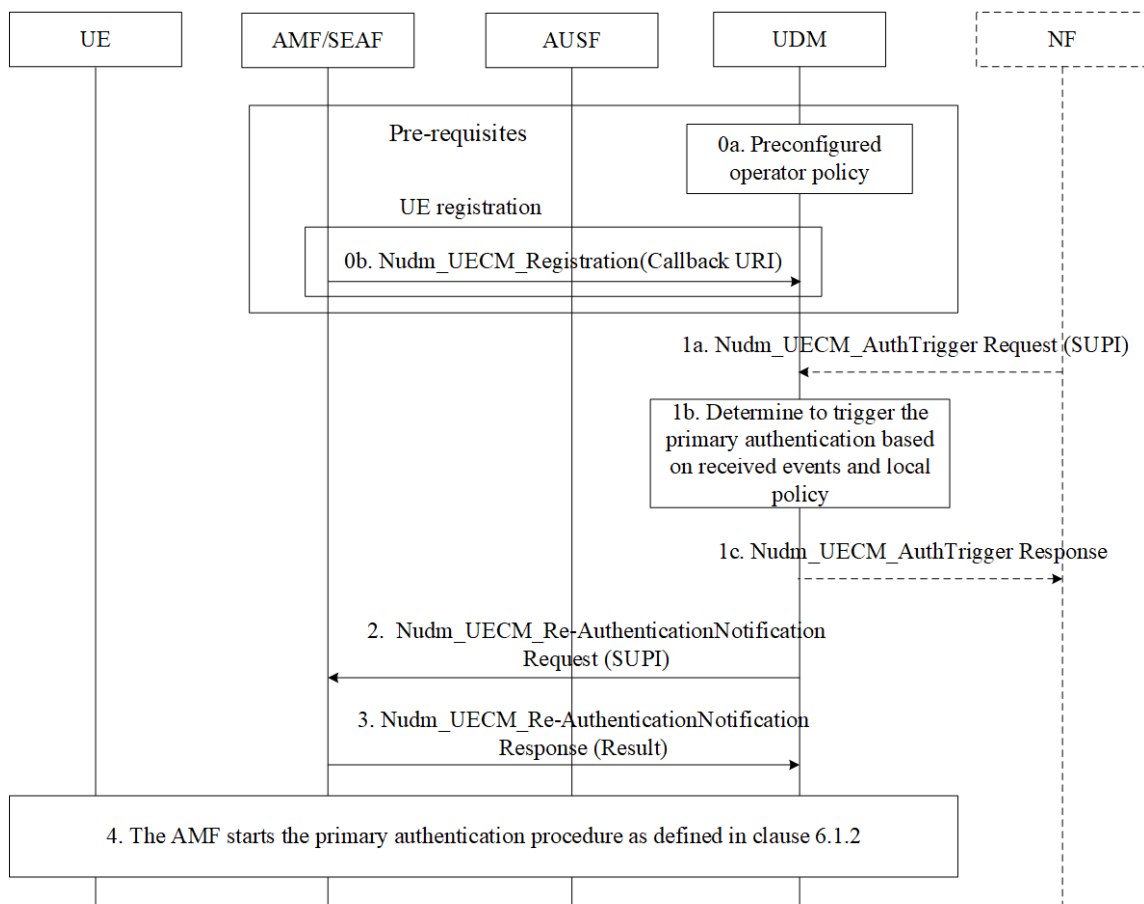 UE
AMF/SEAF
AUSF
UDM
NF
Pre-requisites
0a. Preconfigured
operator policy
UE registration
0b. Nudm_UECM_Registration(Callback URI)
1a. Nudm_UECM_AuthTrigger Request (SUPI)
1b. Determine to trigger the
primary authentication based
on received events and local
policy
1c. Nudm_UECM_AuthTrigger Response
2. Nudm_UECM_Re-AuthenticationNotification
Request (SUPI)
3. Nudm_UECM_Re-AuthenticationNotification
Response (Result)
4. The AMF starts the primary authentication procedure as defined in clause 6.1.2